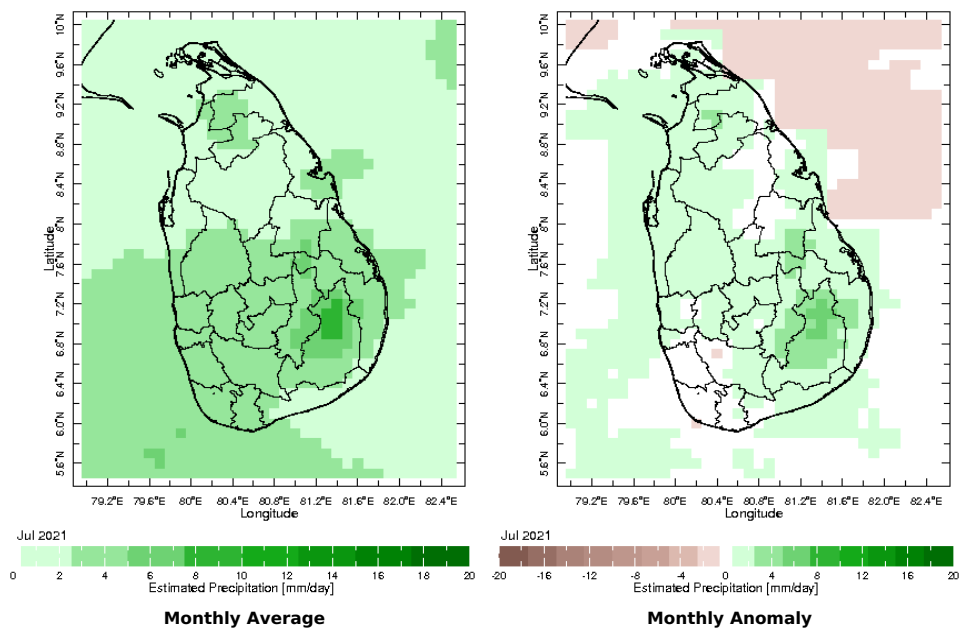 10°N
9.6°N
9.2°N
8.8°N
8.4°N
8°N
7.6°N
7.2°N
6.8°N
6.4°N
6.0°N
5.6°N
Latitude
79.2°E 79.6°E 80°E 80.4°E 80.8°E 81.2°E 81.6°E 82.0°E 82.4°E
Longitude
Jul 2021
0 2 4 6 8 10 12 14 16 18 20
Estimated Precipitation [mm/day]
Monthly Average
10°N
9.6°N
9.2°N
8.8°N
8.4°N
8°N
7.6°N
7.2°N
6.8°N
6.4°N
6.0°N
5.6°N
Latitude
79.2°E 79.6°E 80°E 80.4°E 80.8°E 81.2°E 81.6°E 82.0°E 82.4°E
Longitude
Jul 2021
-20 -16 -12 -8 -4 0 4 8 12 16 20
Estimated Precipitation [mm/day]
Monthly Anomaly